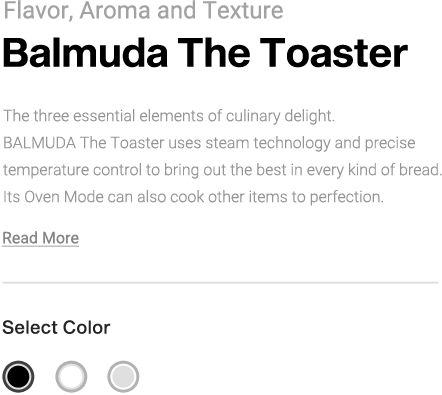 Flavor, Aroma and Texture
Balmuda The Toaster
The three essential elements of culinary delight.
BALMUDA The Toaster uses steam technology and precise
temperature control to bring out the best in every kind of bread.
Its Oven Mode can also cook other items to perfection.
Read More
Select Color